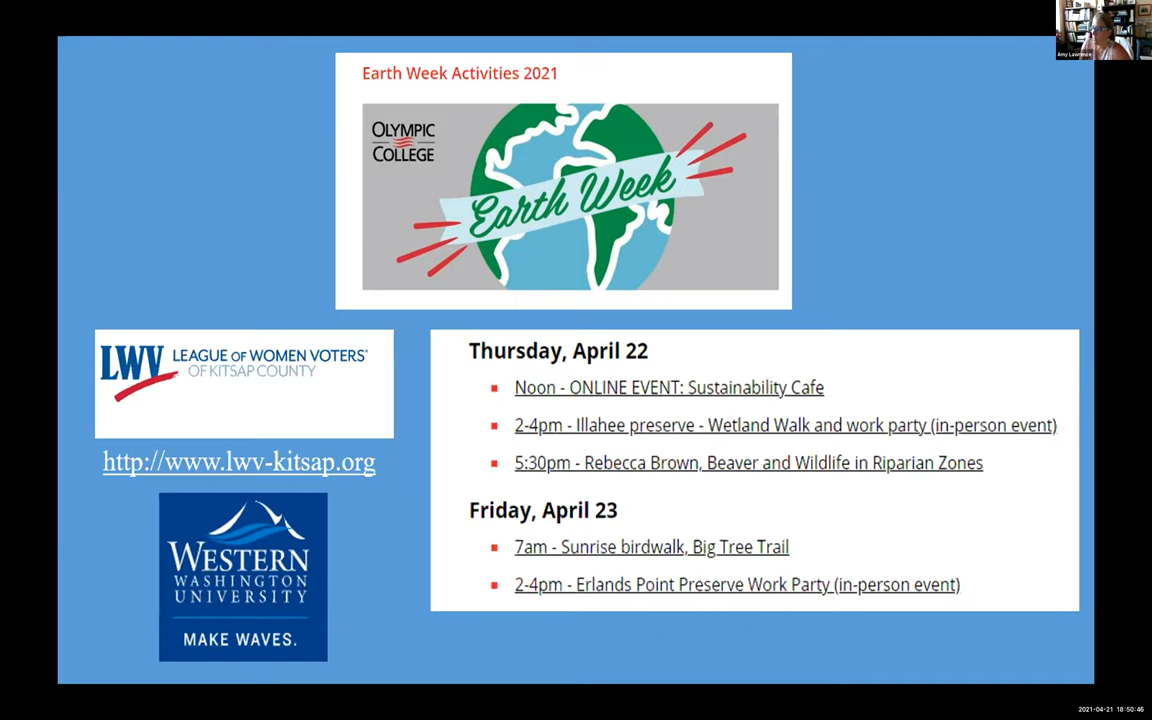 Amy Lawrence
Earth Week Activities 2021
OLYMPIC
COLLEGE
Earth Week
LWV LEAGUE OF WOMEN VOTERS®
OF KITSAP COUNTY
http://www.lwv-kitsap.org
WESTERN
WASHINGTON
UNIVERSITY
MAKE WAVES.
Thursday, April 22
Noon - ONLINE EVENT: Sustainability Cafe
2-4pm - Illahee preserve - Wetland Walk and work party (in-person event)
5:30pm - Rebecca Brown, Beaver and Wildlife in Riparian Zones
Friday, April 23
7am - Sunrise birdwalk, Big Tree Trail
2-4pm - Erlands Point Preserve Work Party (in-person event)
2021-04-21 18:50:46